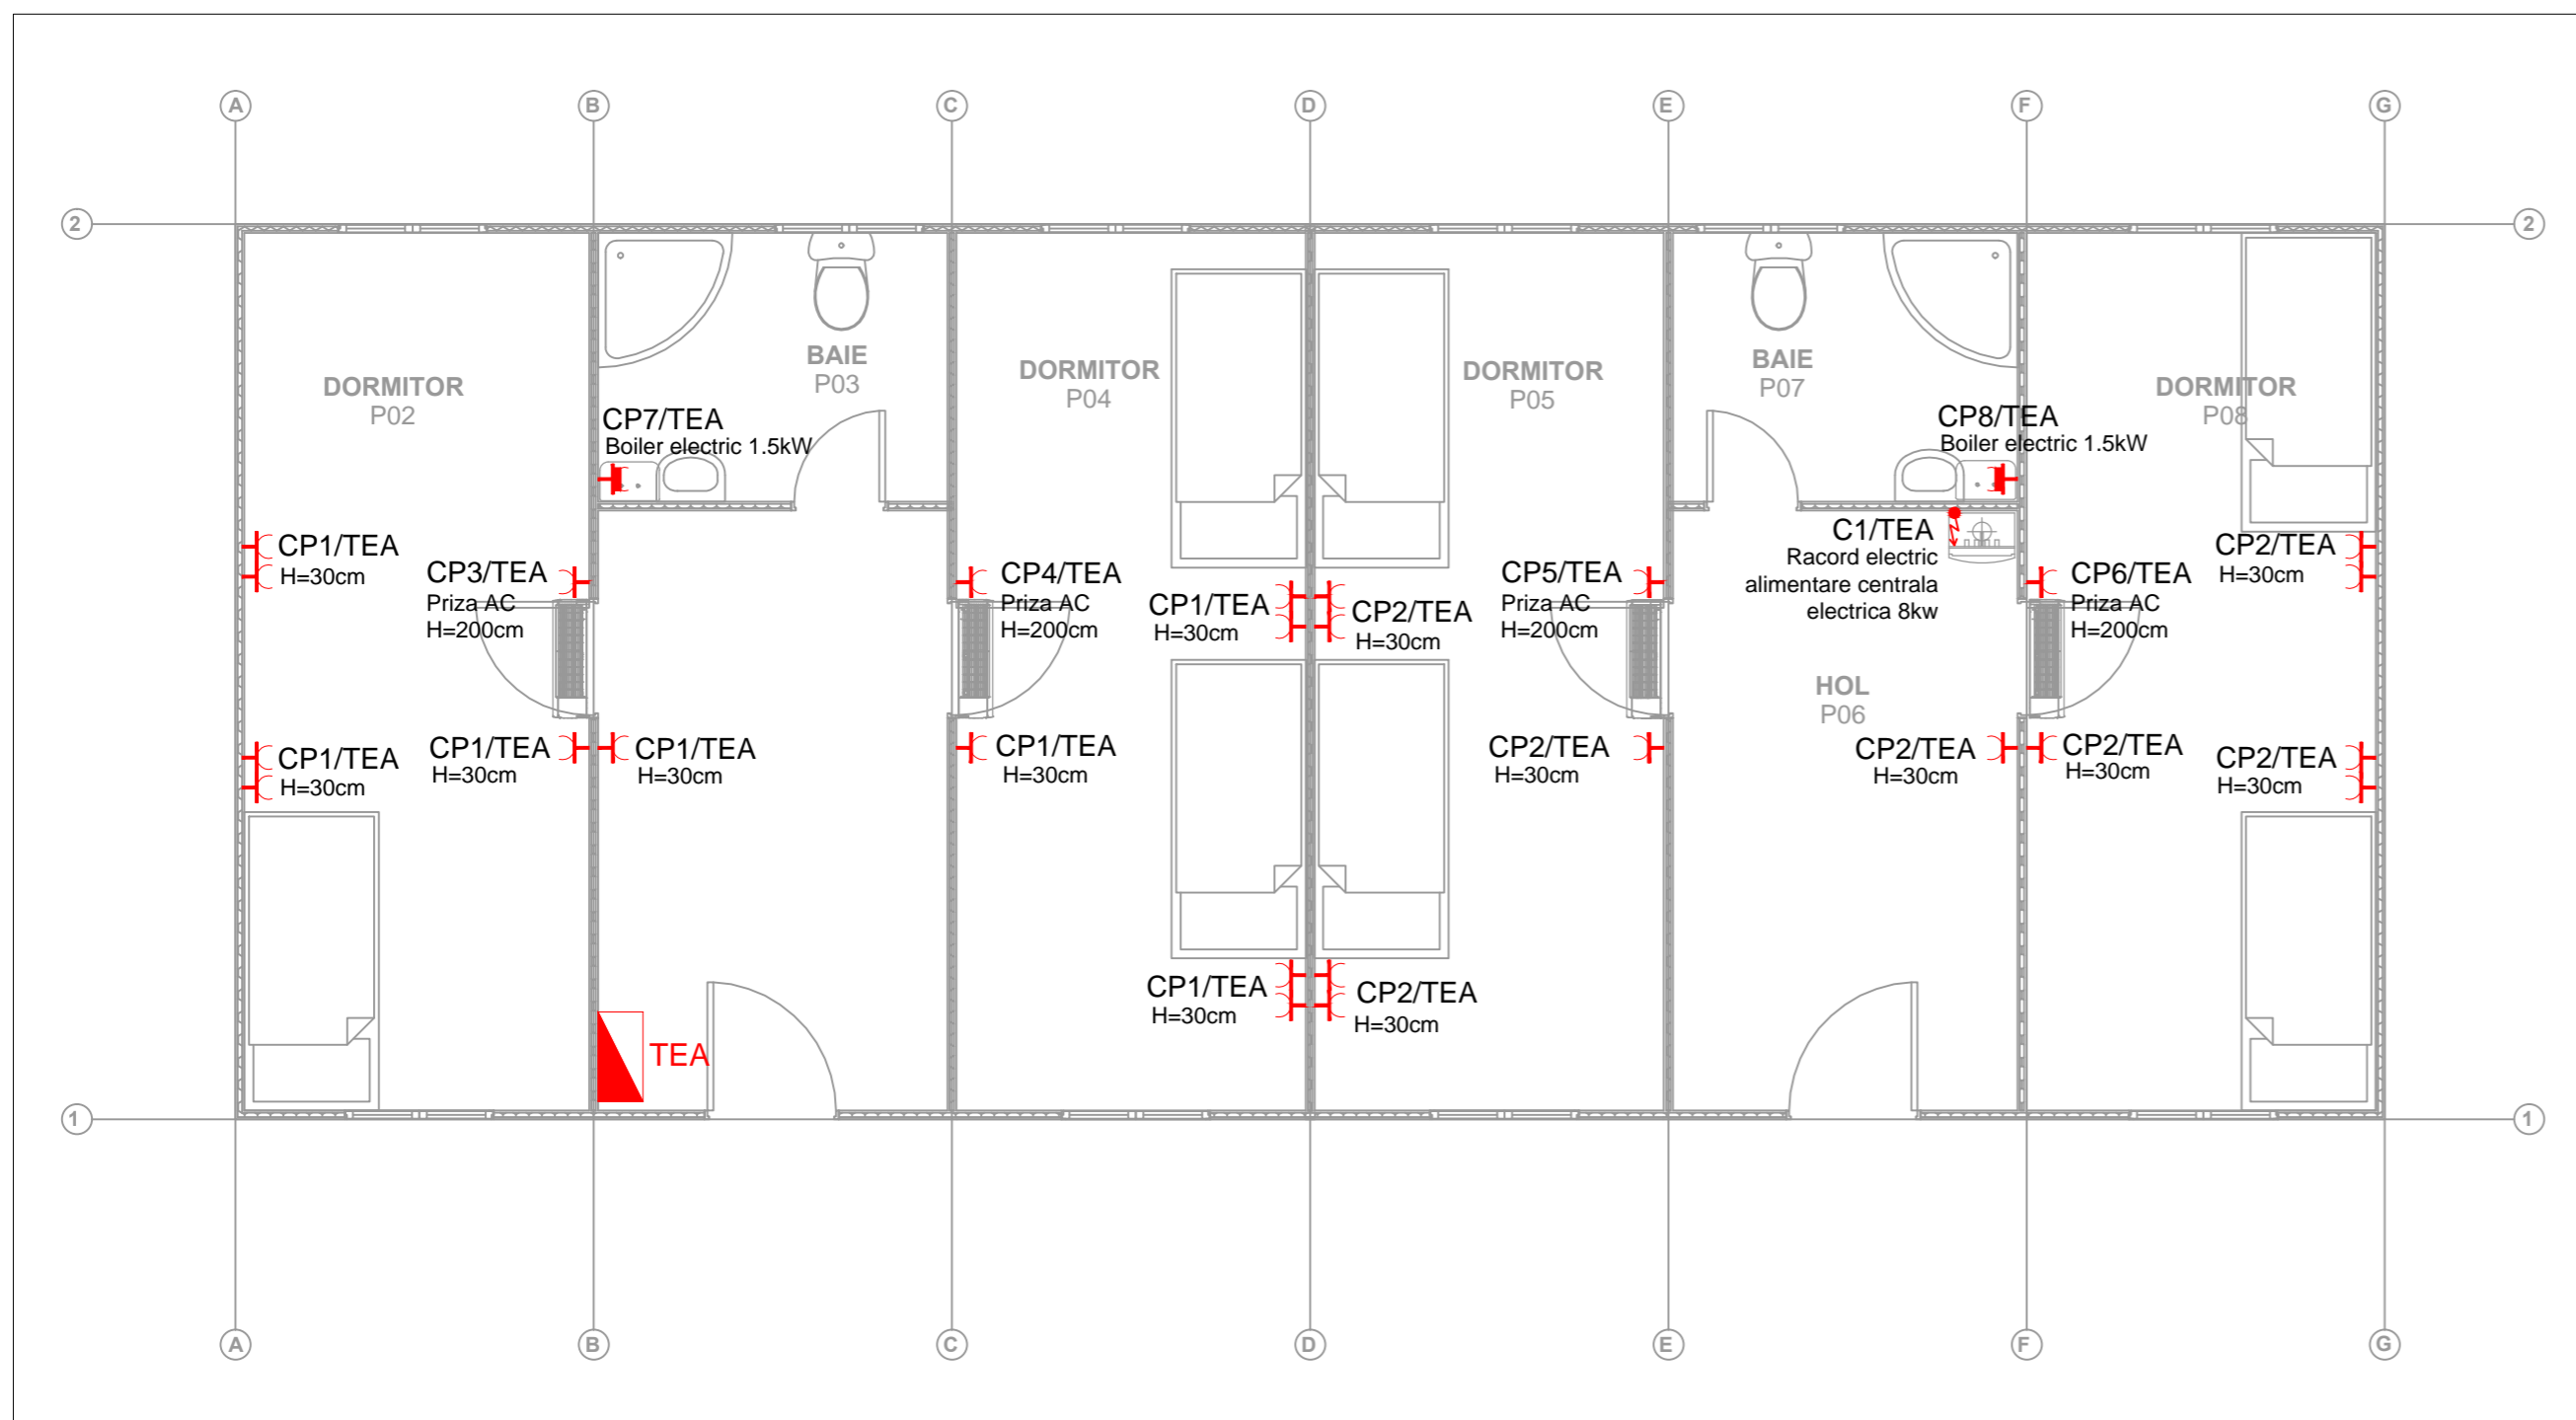 A B C D E F G
2 2
DORMITOR
P02
BAIE
P03
DORMITOR
P04
DORMITOR
P05
BAIE
P07
DORMITOR
P08
CP7/TEA
Boiler electric 1.5kW
CP8/TEA
Boiler electric 1.5kW
CP1/TEA
H=30cm
CP3/TEA
Priza AC
H=200cm
CP4/TEA
Priza AC
H=200cm
CP1/TEA
H=30cm
CP2/TEA
H=30cm
CP5/TEA
Priza AC
H=200cm
C1/TEA
Racord electric
alimentare centrala
electrica 8kw
CP6/TEA
Priza AC
H=200cm
CP2/TEA
H=30cm
HOL
P06
CP1/TEA
H=30cm
CP1/TEA
H=30cm
CP1/TEA
H=30cm
CP1/TEA
H=30cm
CP2/TEA
H=30cm
CP2/TEA
H=30cm
CP2/TEA
H=30cm
CP2/TEA
H=30cm
CP1/TEA
H=30cm
CP2/TEA
H=30cm
TEA
1 1
A B C D E F G